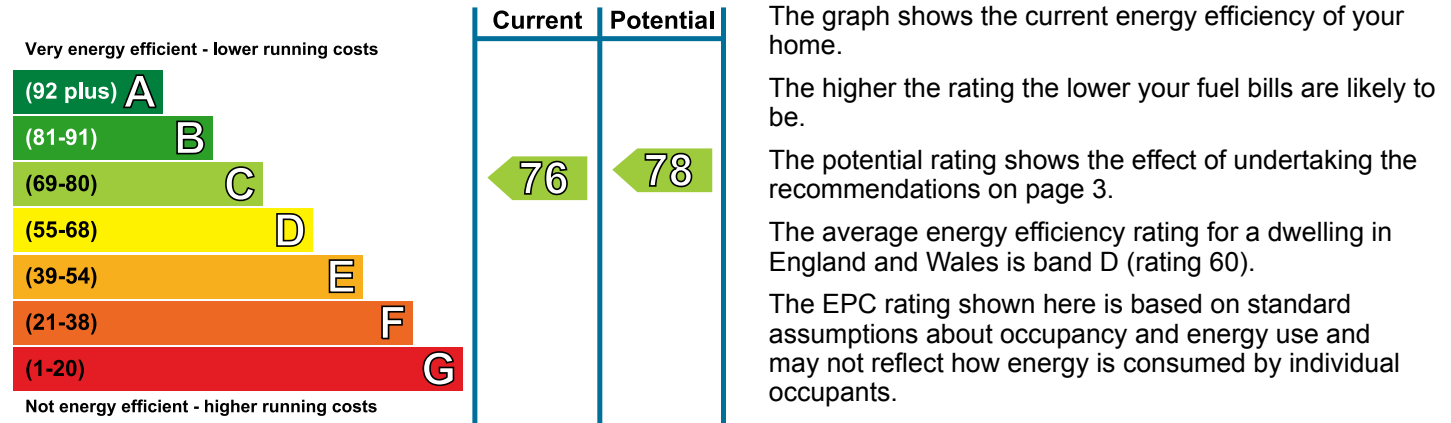 Current Potential
Very energy efficient - lower running costs
(92 plus) A
(81-91) B
(69-80) C
76 78
(55-68) D
(39-54) E
(21-38) F
(1-20) G
Not energy efficient - higher running costs
The graph shows the current energy efficiency of your
home.
The higher the rating the lower your fuel bills are likely to
be.
The potential rating shows the effect of undertaking the
recommendations on page 3.
The average energy efficiency rating for a dwelling in
England and Wales is band D (rating 60).
The EPC rating shown here is based on standard
assumptions about occupancy and energy use and
may not reflect how energy is consumed by individual
occupants.